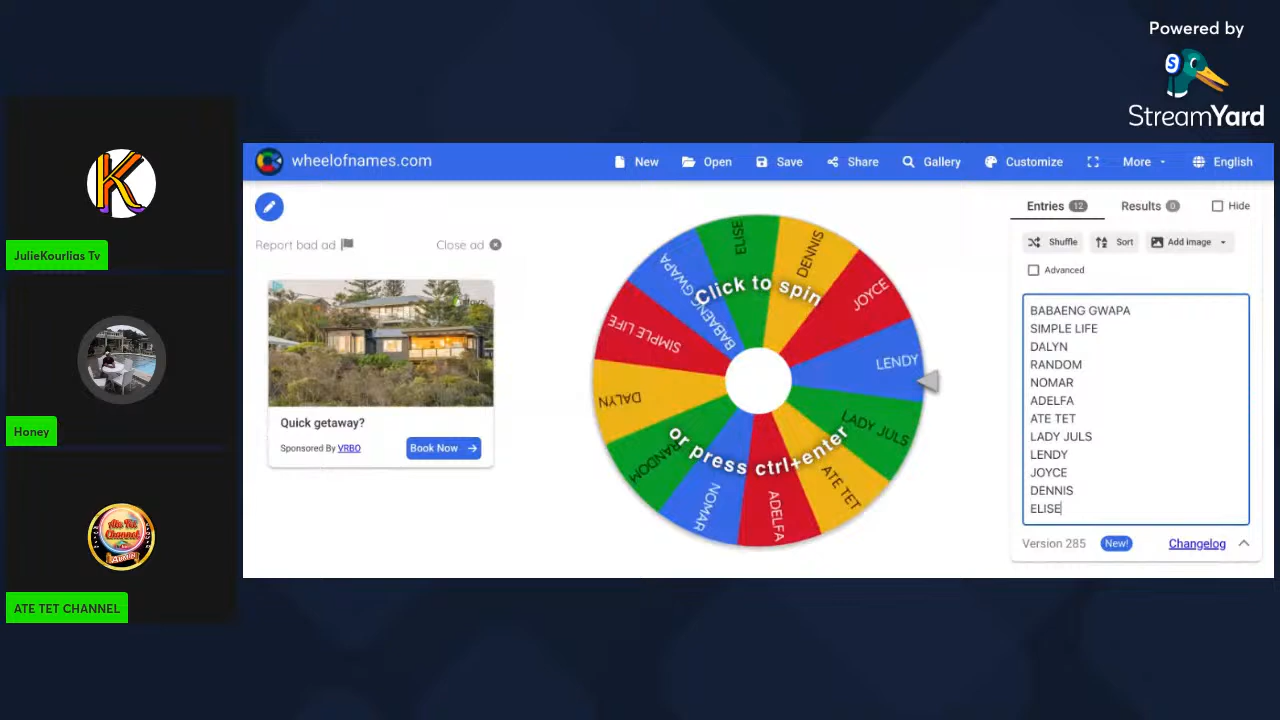 Powered by
StreamYard
JulieKourlias Tv
Honey
Ate Tet
Channel
ATE TET CHANNEL
wheelofnames.com
New
Open
Save
Share
Gallery
Customize
More
English
Report bad ad
Close ad
Quick getaway?
Sponsored By VRBO
Book Now
Click to spin
or press ctrl+enter
ELISE
DENNIS
JOYCE
LENDY
LADY JULS
ATE TET
ADELFA
NOMAR
RANDOM
DALYN
SIMPLE LIFE
BABAENG GWAPA
Entries 12
Results 0
Hide
Shuffle
Sort
Add image
Advanced
BABAENG GWAPA
SIMPLE LIFE
DALYN
RANDOM
NOMAR
ADELFA
ATE TET
LADY JULS
LENDY
JOYCE
DENNIS
ELISE
Version 285
New!
Changelog